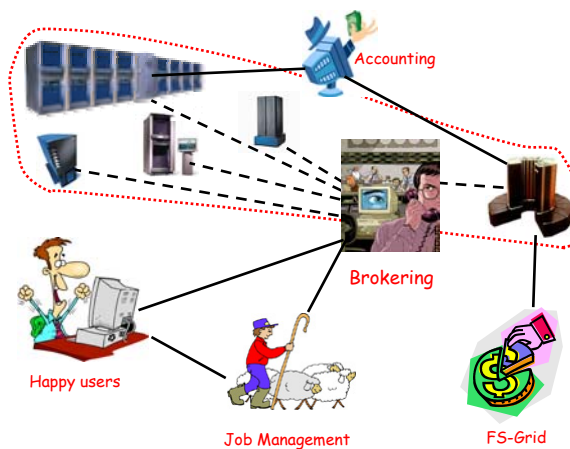 Accounting
Brokering
Happy users
Job Management
FS-Grid